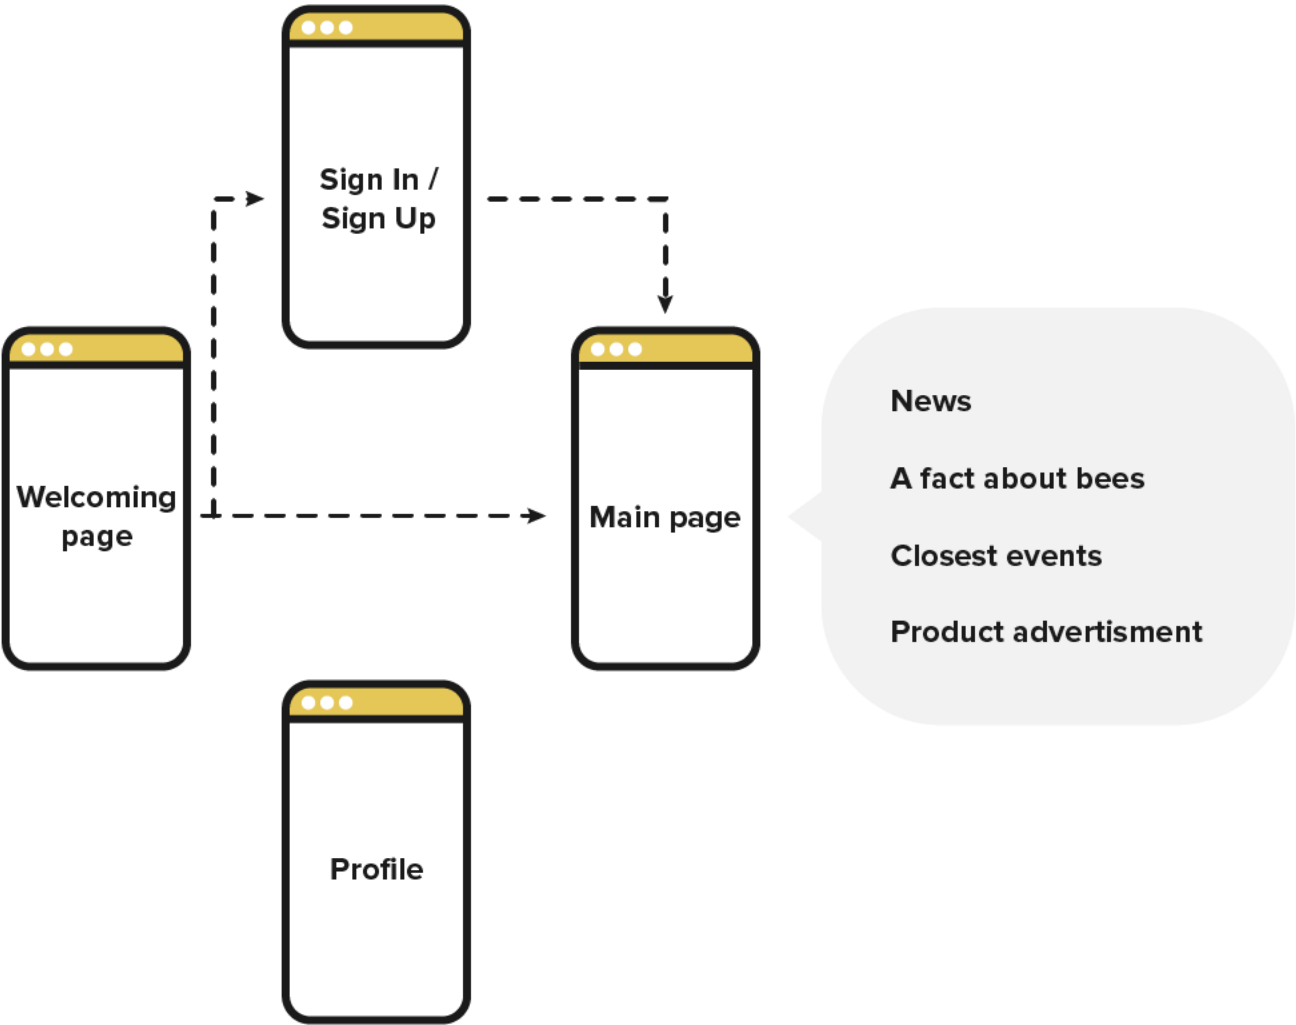 Sign In /
Sign Up
Welcoming
page
Main page
News
A fact about bees
Closest events
Product advertisment
Profile